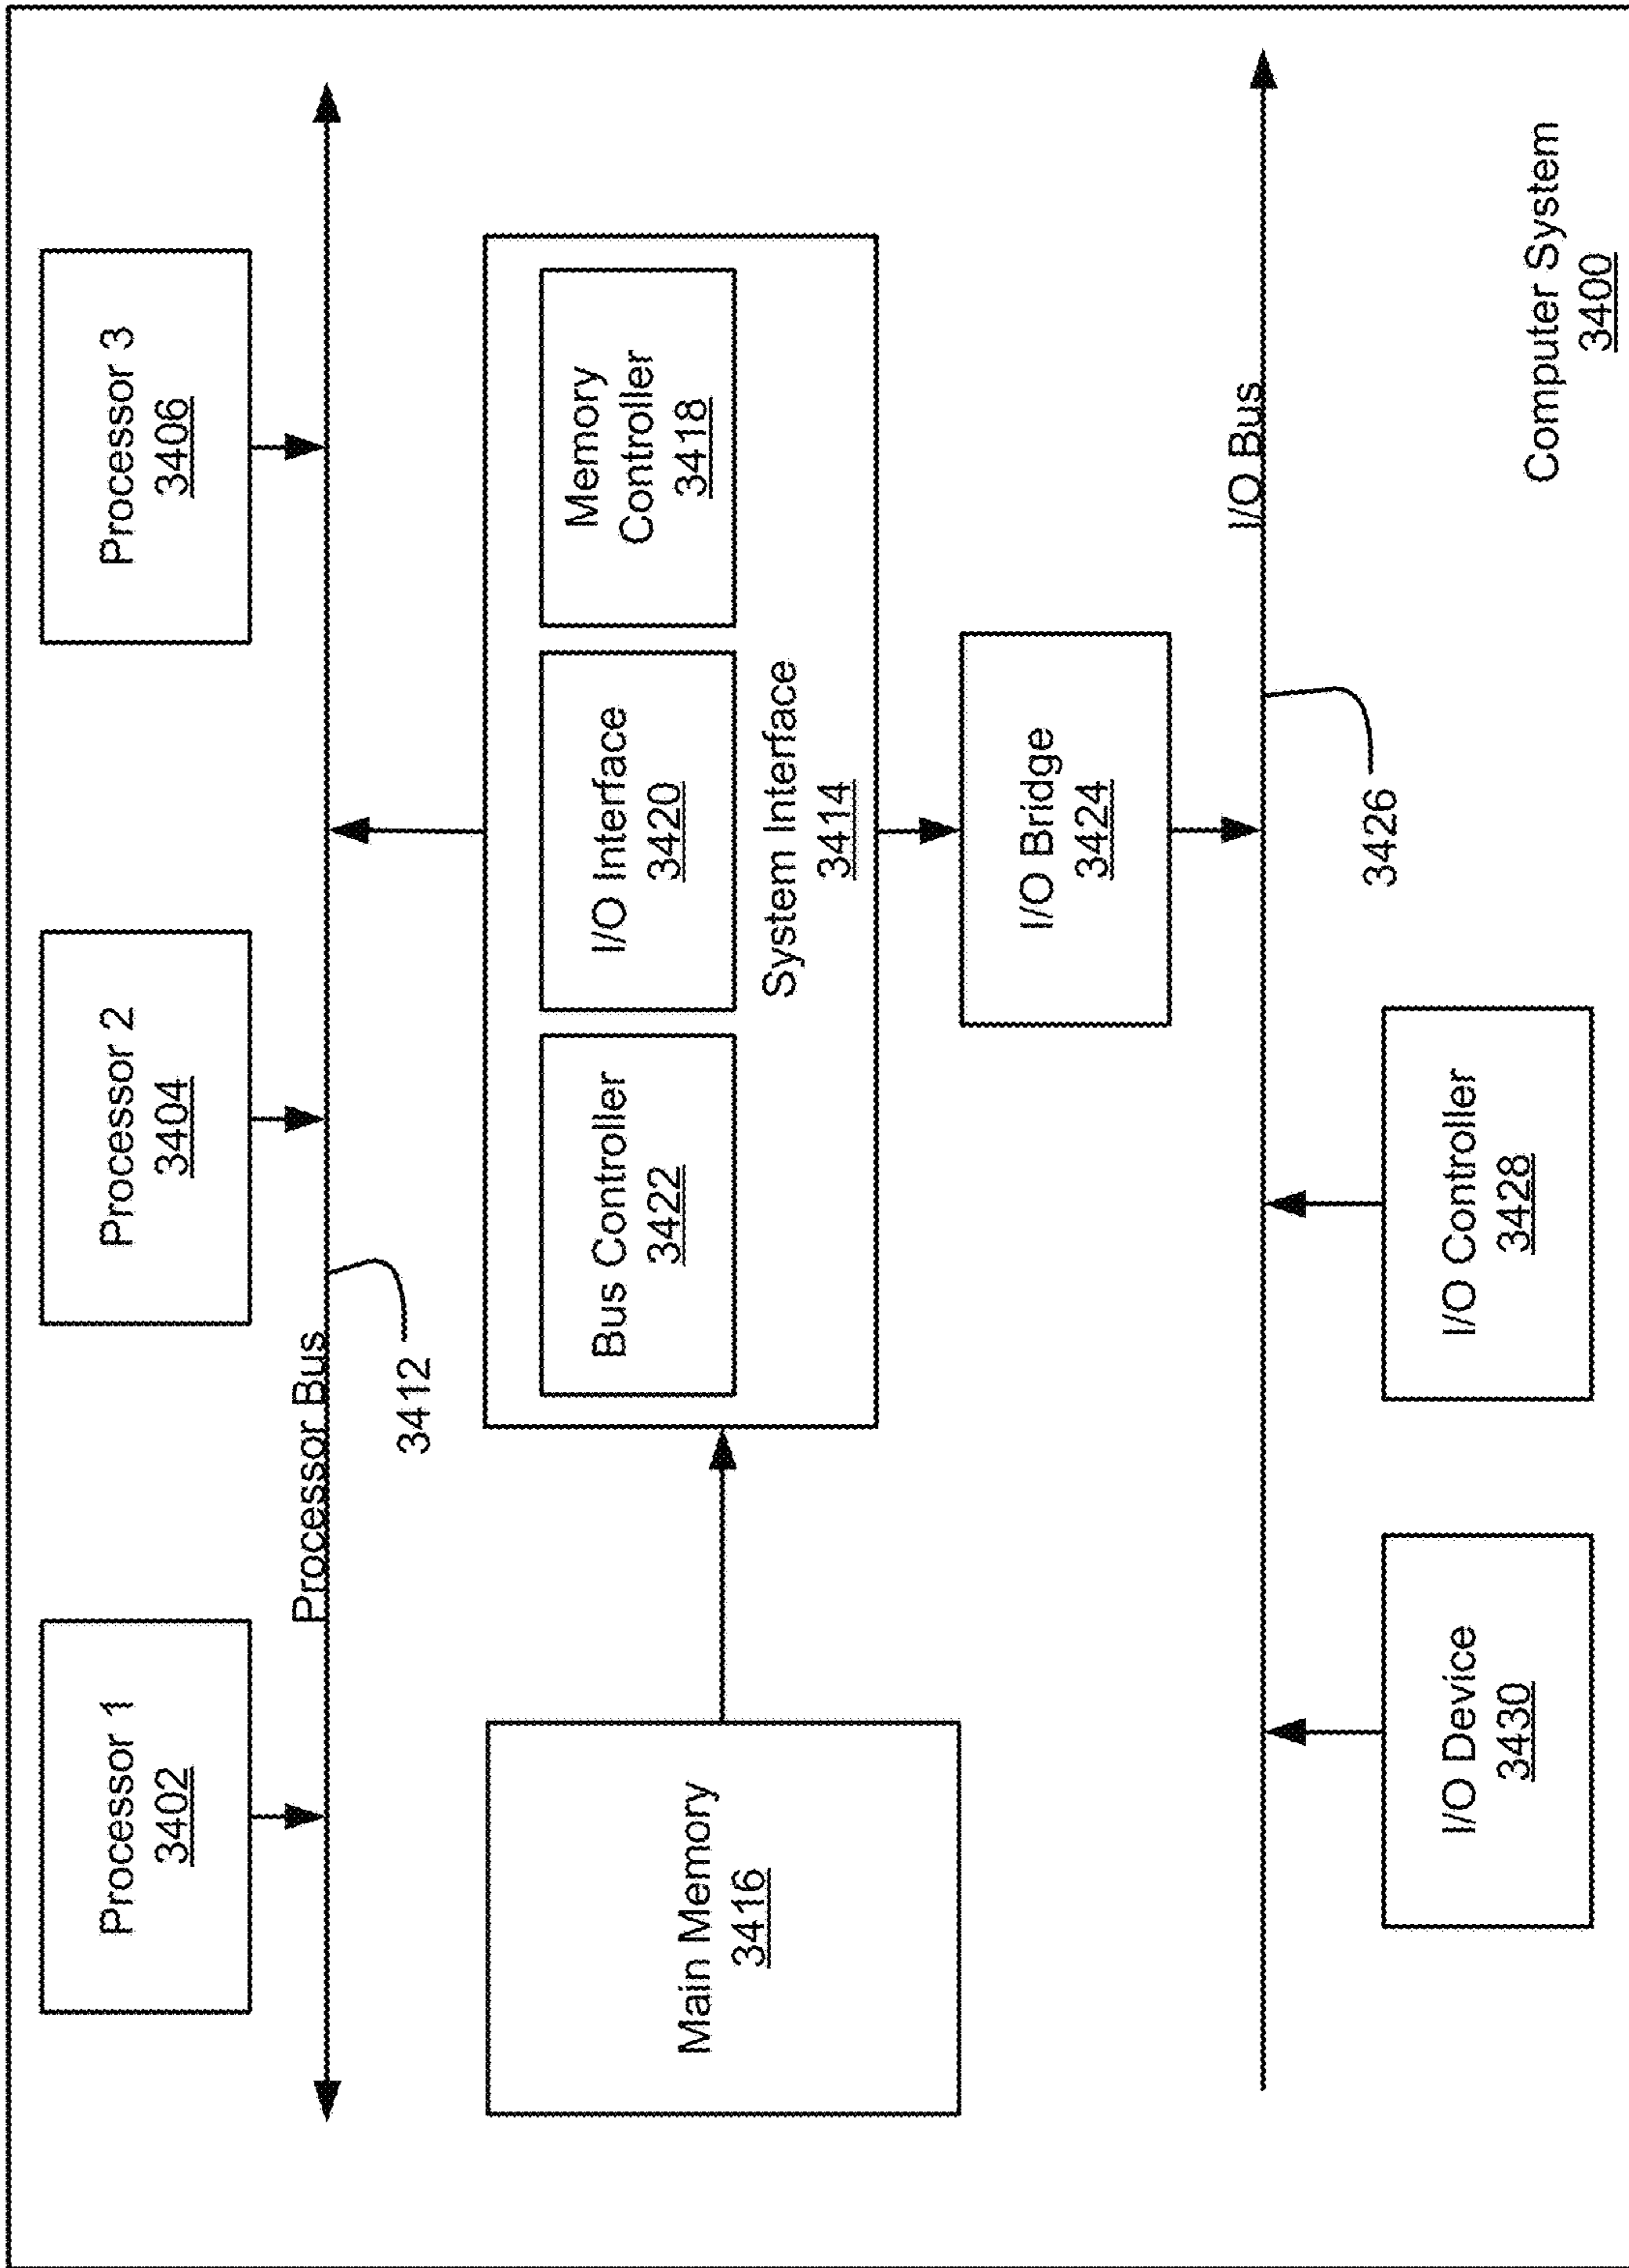 Processor 1
3402
Processor 2
3404
Processor 3
3406
Processor Bus
3412
Main Memory
3416
Bus Controller
3422
I/O Interface
3420
Memory
Controller
3418
System Interface
3414
I/O Bridge
3424
I/O Bus
3426
I/O Device
3430
I/O Controller
3428
Computer System
3400